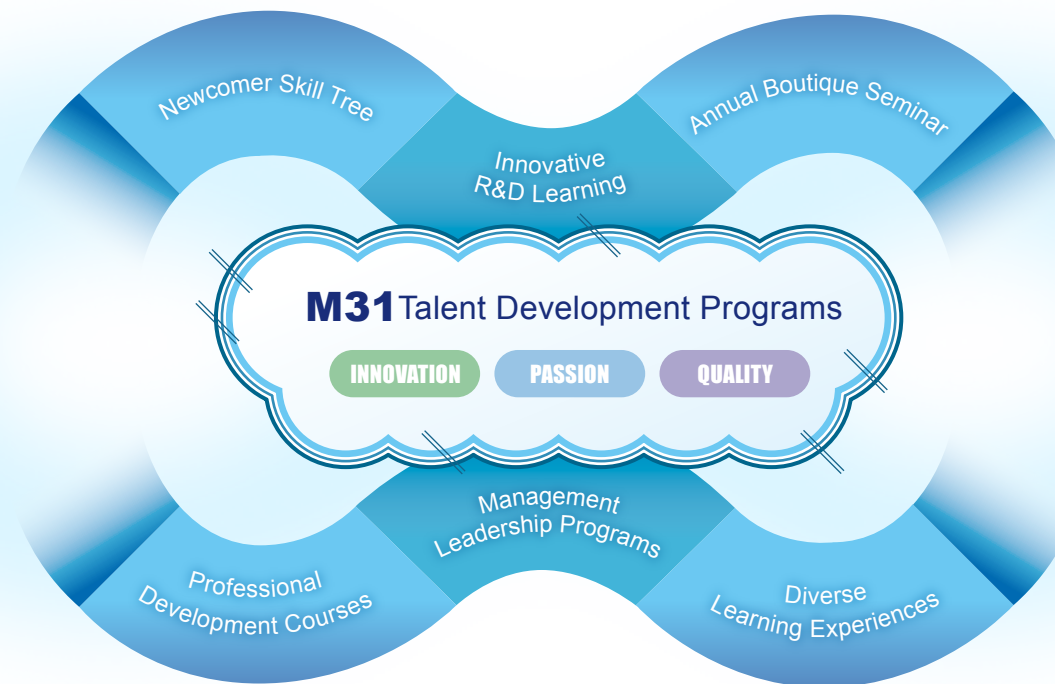 Newcomer Skill Tree
Innovative
R&D Learning
Annual Boutique Seminar
M31 Talent Development Programs
INNOVATION
PASSION
QUALITY
Professional
Development Courses
Management
Leadership Programs
Diverse
Learning Experiences